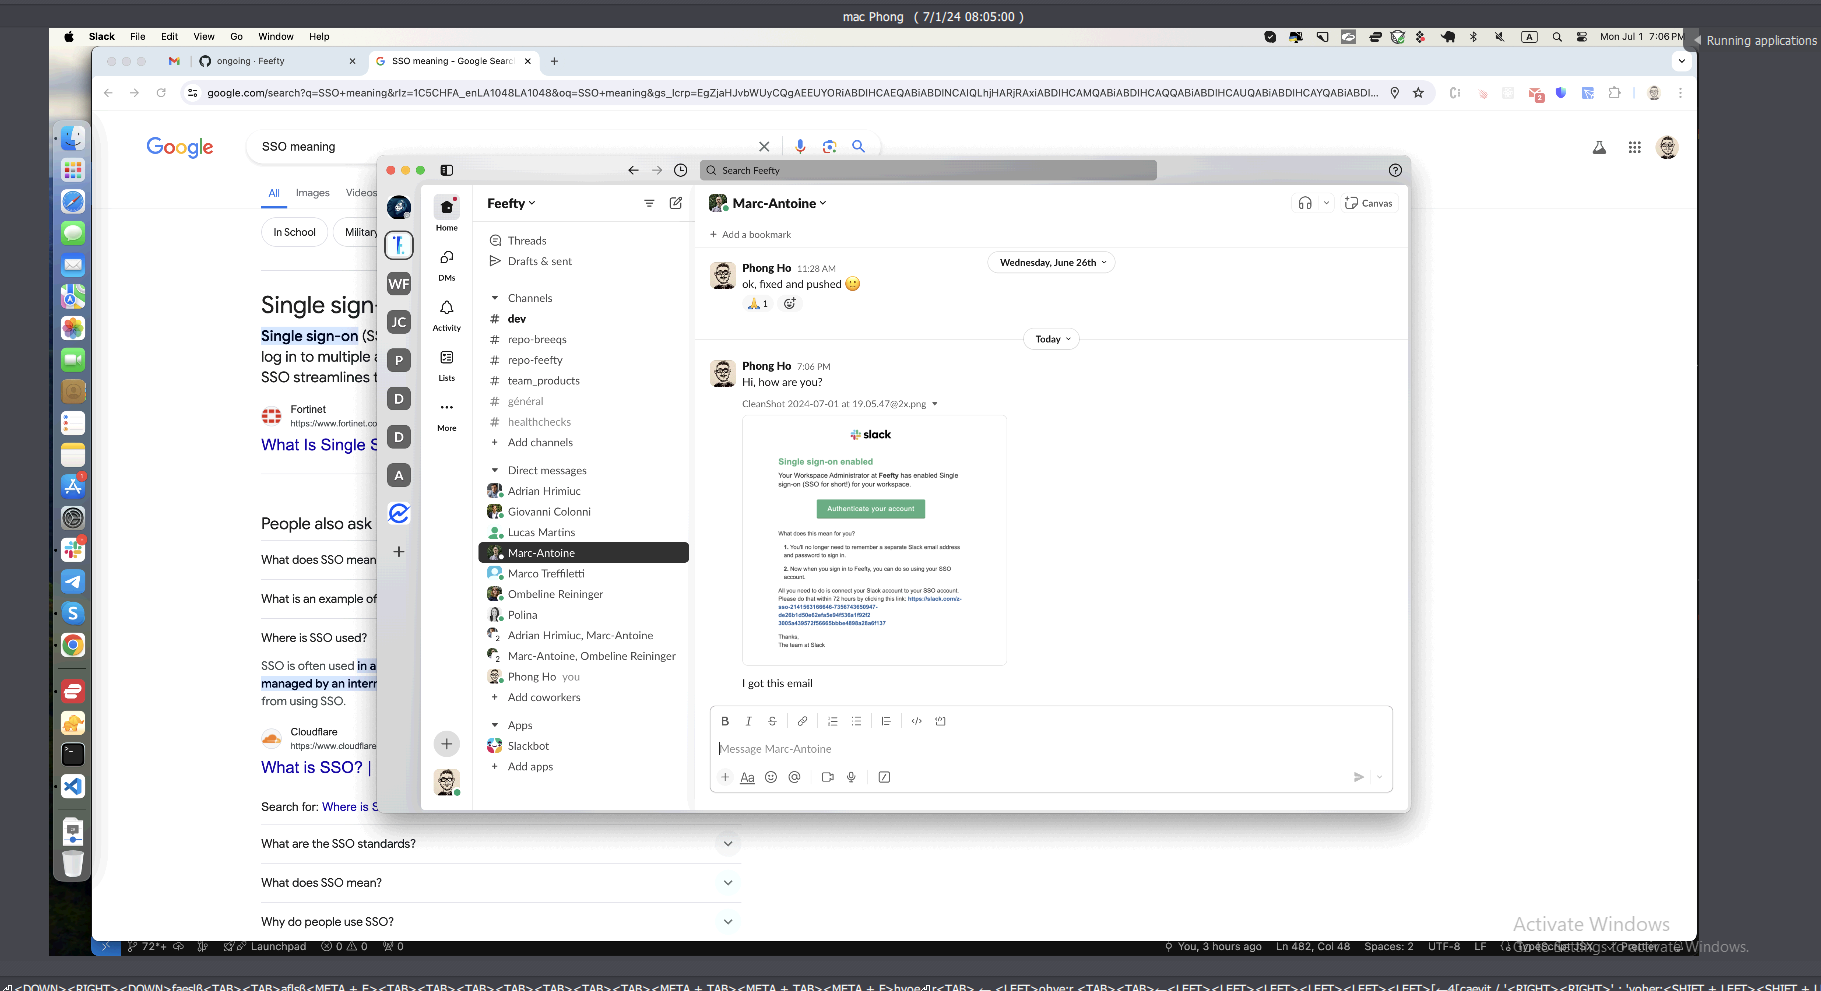 mac Phong ( 7/1/24 08:05:00 )
Slack File Edit View Go Window Help
A
Mon Jul 1 7:06 PM
Running applications
ongoing · Feefty
SSO meaning - Google Searc
google.com/search?q=SSO+meaning&rlz=1C5CHFA_enLA1048LA1048&oq=SSO+meaning&gs_lcrp=
Google
SSO meaning
All Images Videos
In School
Military
Single sign-
Single sign-on (SS
log in to multiple a
SSO streamlines t
Fortinet
https://www.fortinet.co
What Is Single S
People also ask
What does SSO mean
What is an example of
Where is SSO used?
SSO is often used in a
managed by an intern
from using SSO.
Cloudflare
https://www.cloudflare
What is SSO? |
Search for: Where is S
What are the SSO standards?
What does SSO mean?
Why do people use SSO?
Search Feefty
WF
JC
P
D
D
A
Home
DMs
Activity
Lists
More
Feefty
Threads
Drafts & sent
Channels
# dev
# repo-breeqs
# repo-feefty
# team_products
# général
# healthchecks
+ Add channels
Direct messages
Adrian Hrimiuc
Giovanni Colonni
Lucas Martins
Marc-Antoine
Marco Treffiletti
Ombeline Reininger
Polina
2 Adrian Hrimiuc, Marc-Antoine
2 Marc-Antoine, Ombeline Reininger
Phong Ho you
+ Add coworkers
Apps
Slackbot
+ Add apps
Marc-Antoine
Canvas
+ Add a bookmark
Wednesday, June 26th
Phong Ho 11:28 AM
ok, fixed and pushed
1
Today
Phong Ho 7:06 PM
Hi, how are you?
CleanShot 2024-07-01 at 19.05.47@2x.png
slack
Single sign-on enabled
Your Workspace Administrator at Feefty has enabled Single
sign-on (SSO for short!) for your workspace.
Authenticate your account
What does this mean for you?
1. You'll no longer need to remember a separate Slack email address
and password to sign in.
2. Now when you sign in to Feefty, you can do so using your SSO
account.
All you need to do is connect your Slack account to your SSO account.
Please do that within 72 hours by clicking this link: https://slack.com/z-
Thanks,
The team at Slack
I got this email
B I S
Message Marc-Antoine
Aa
Activate Windows
Go to Settings to activate Windows.
72*+ Launchpad 0 0 0
You, 3 hours ago Ln 482, Col 48 Spaces: 2 UTF-8 LF TypeScript JSX Prettier